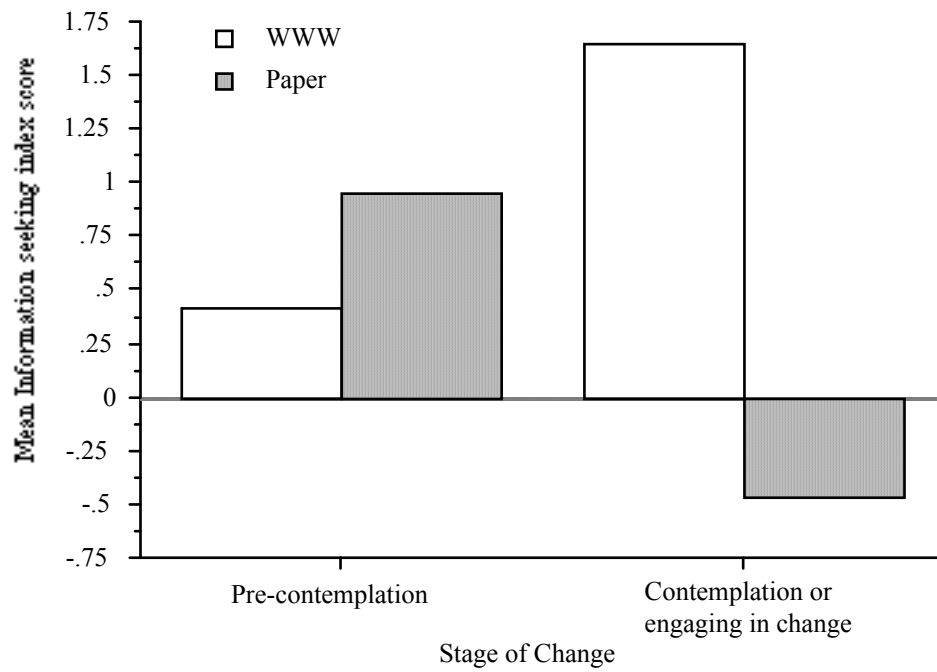 Mean Information seeking index score
1.75
1.5
1.25
1
.75
.5
.25
0
-.25
-.5
-.75
WWW
Paper
Pre-contemplation
Contemplation or
engaging in change
Stage of Change